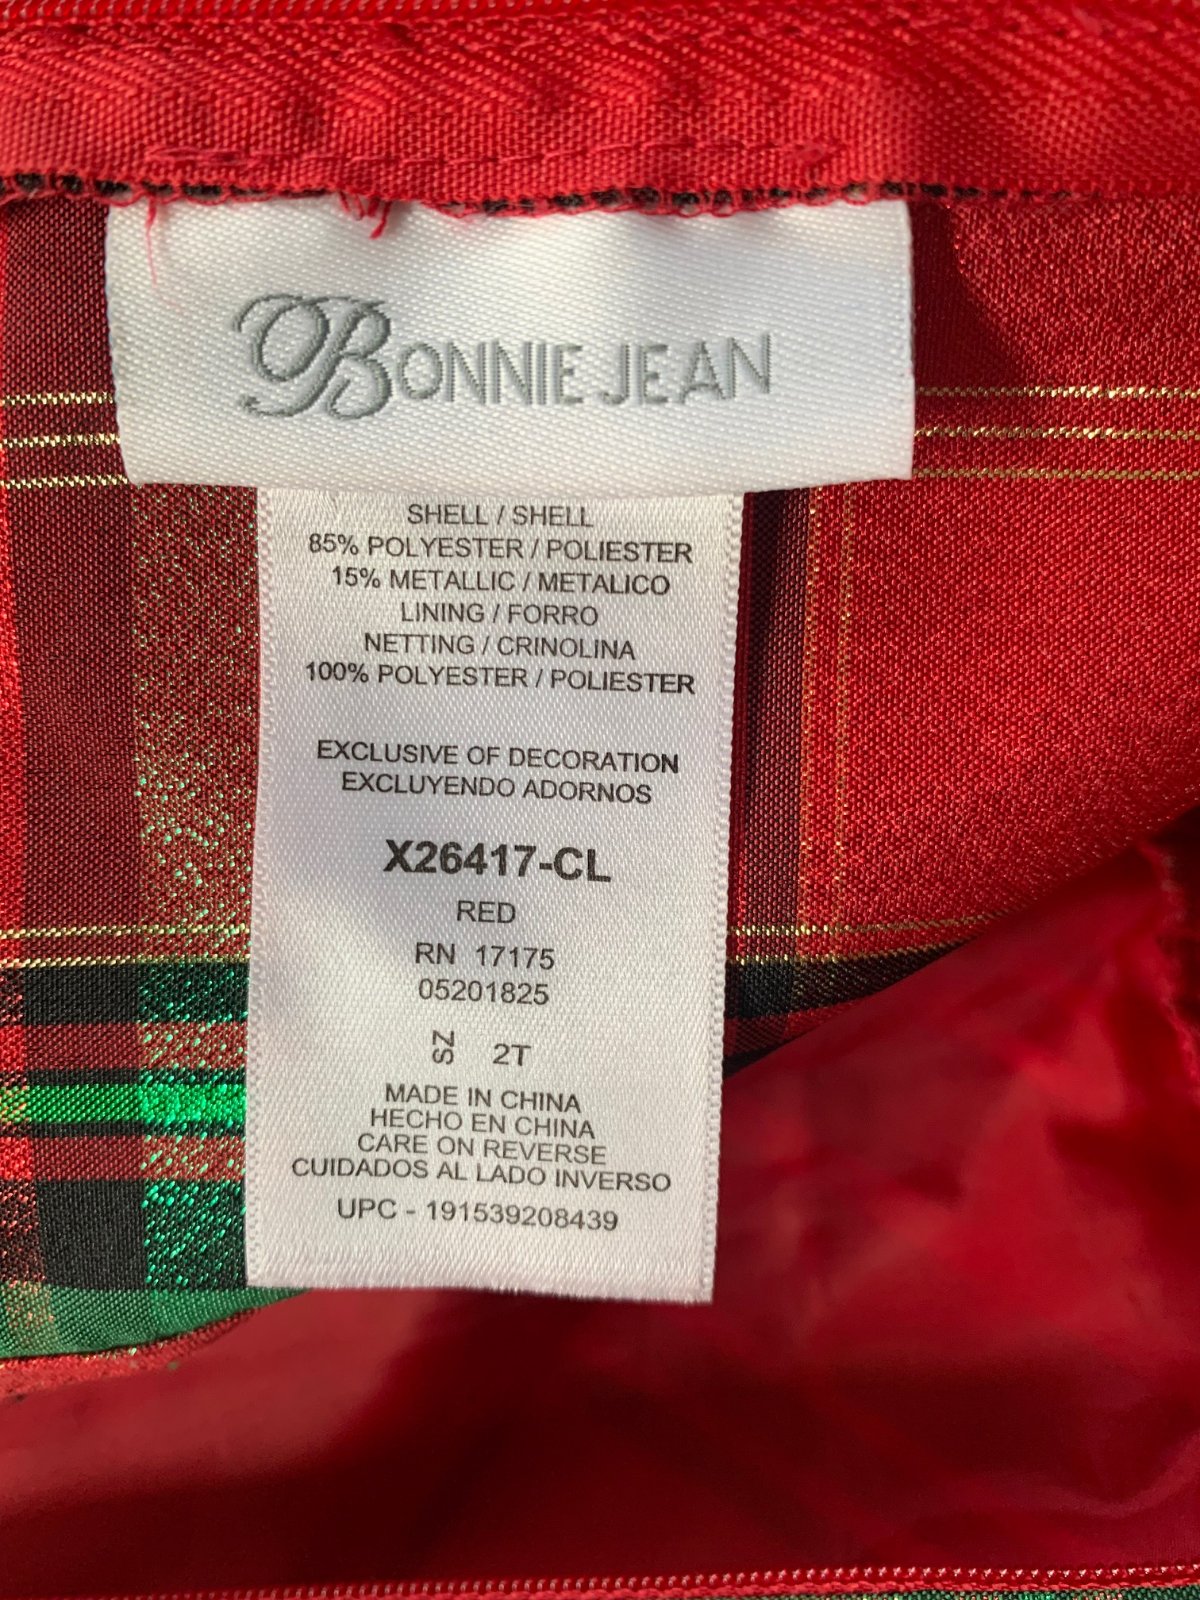 BONNIE JEAN
SHELL / SHELL
85% POLYESTER / POLIESTER
15% METALLIC / METALICO
LINING / FORRO
NETTING / CRINOLINA
100% POLYESTER / POLIESTER
EXCLUSIVE OF DECORATION
EXCLUYENDO ADORNOS
X26417-CL
RED
RN 17175
05201825
SZ 2T
MADE IN CHINA
HECHO EN CHINA
CARE ON REVERSE
CUIDADOS AL LADO INVERSO
UPC - 191539208439